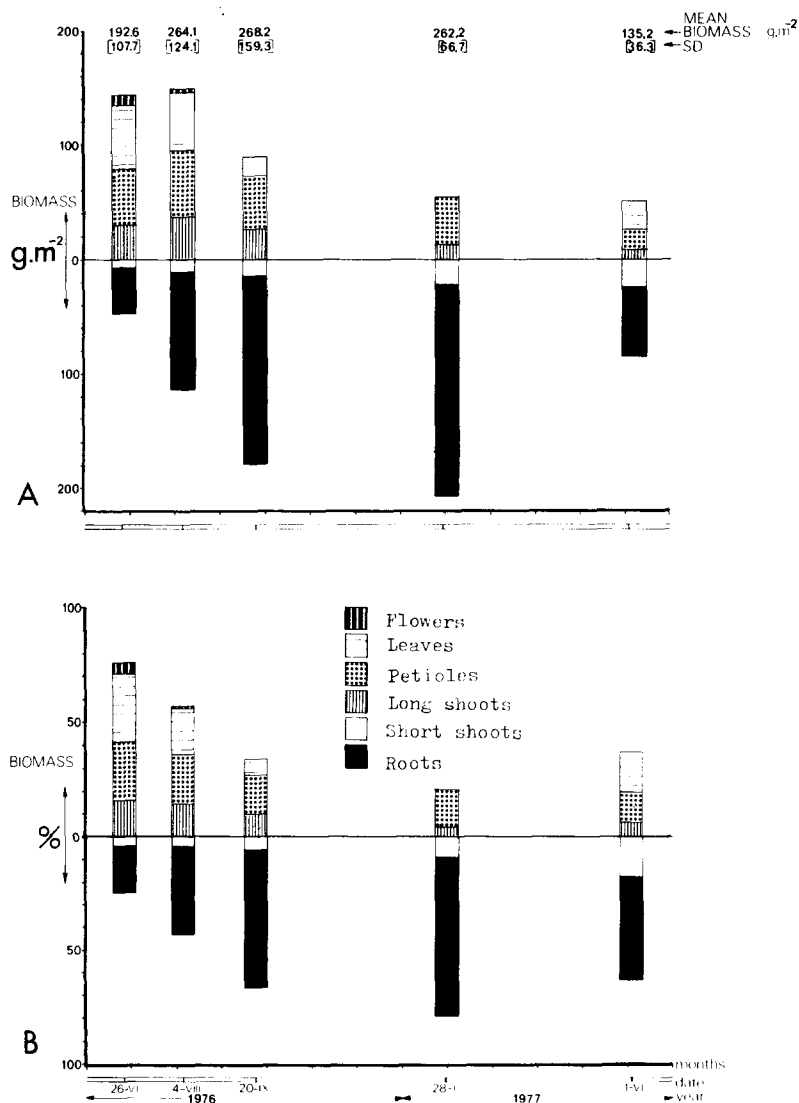 MEAN
192.6 264.1 268.2 262.2 135.2 BIOMASS g.m-2
[107.7] [124.1] [159.3] [66.7] [36.3] SD
200
100
BIOMASS
g.m-2
0
100
200
A
100
Flowers
Leaves
Petioles
Long shoots
Short shoots
Roots
50
BIOMASS
%
0
50
B
100
months
26-VI 4-VIII 20-IX 28-I 1-VI date
1976 1977 year